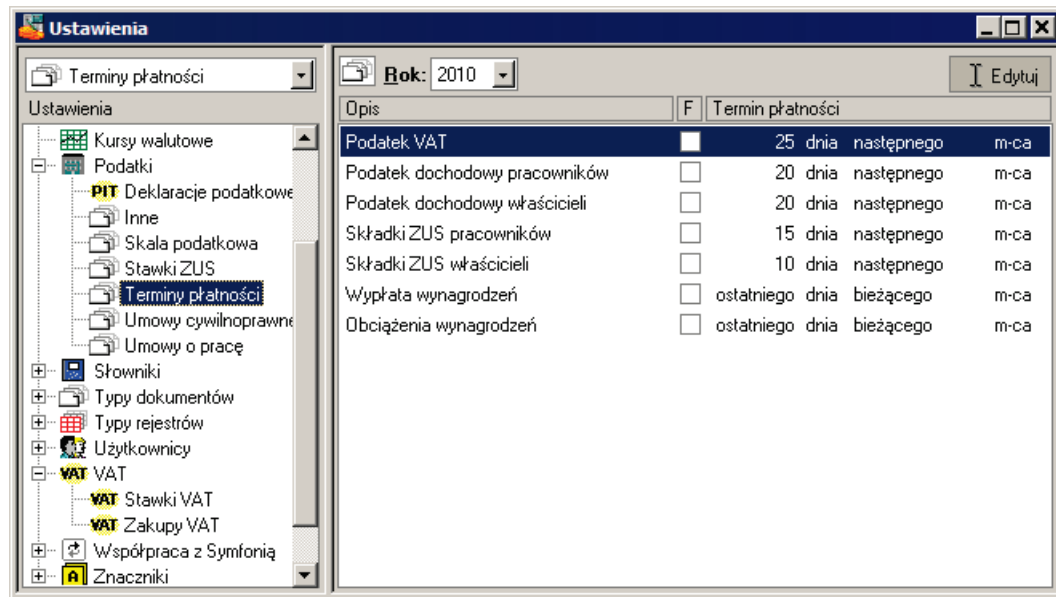 Ustawienia
Terminy płatności
Ustawienia
Kursy walutowe
Podatki
PIT Deklaracje podatkowe
Inne
Skala podatkowa
Stawki ZUS
Terminy płatności
Umowy cywilnoprawne
Umowy o pracę
Słowniki
Typy dokumentów
Typy rejestrów
Użytkownicy
VAT VAT
VAT Stawki VAT
VAT Zakupy VAT
Współpraca z Symfonią
A Znaczniki
Rok: 2010
Edytuj
Opis F Termin płatności
Podatek VAT 25 dnia następnego m-ca
Podatek dochodowy pracowników 20 dnia następnego m-ca
Podatek dochodowy właścicieli 20 dnia następnego m-ca
Składki ZUS pracowników 15 dnia następnego m-ca
Składki ZUS właścicieli 10 dnia następnego m-ca
Wypłata wynagrodzeń ostatniego dnia bieżącego m-ca
Obciążenia wynagrodzeń ostatniego dnia bieżącego m-ca